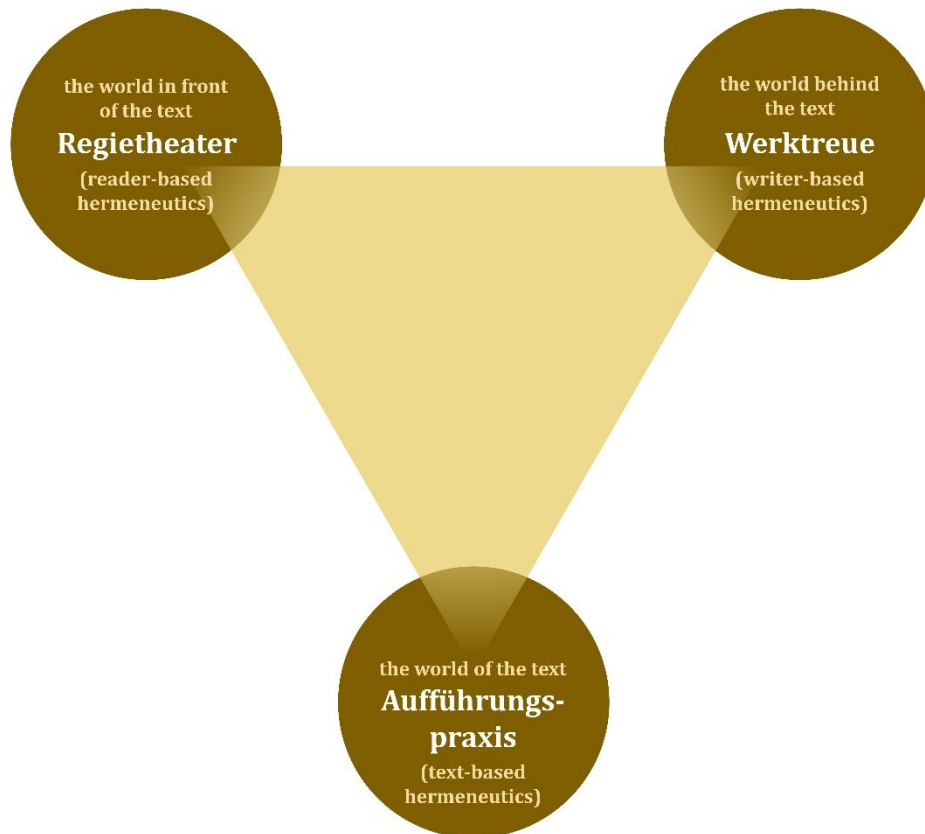 the world in front
of the text
Regietheater
(reader-based
hermeneutics)
the world behind
the text
Werktreue
(writer-based
hermeneutics)
the world of the text
Aufführungs-
praxis
(text-based
hermeneutics)